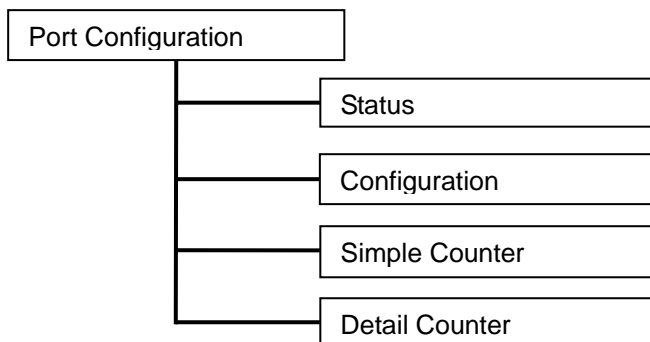 Port Configuration
Status
Configuration
Simple Counter
Detail Counter